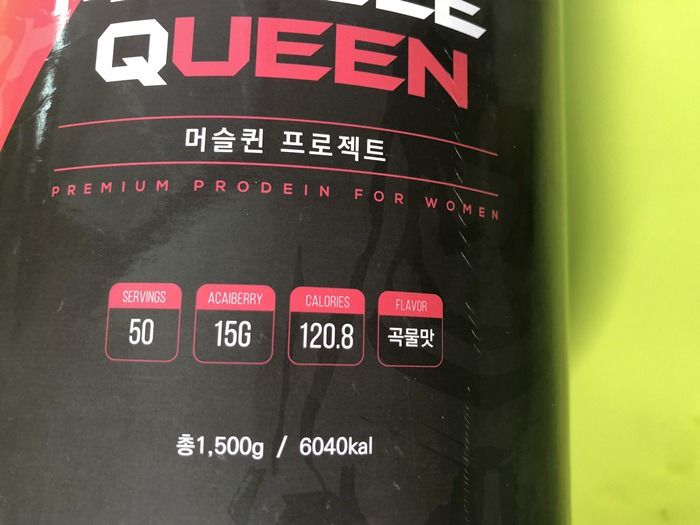 QUEEN
머슬퀸 프로젝트
PREMIUM PRODEIN FOR WOMEN
SERVINGS ACAIBERRY CALORIES FLAVOR
50 15G 120.8 곡물맛
총1,500g / 6040kal